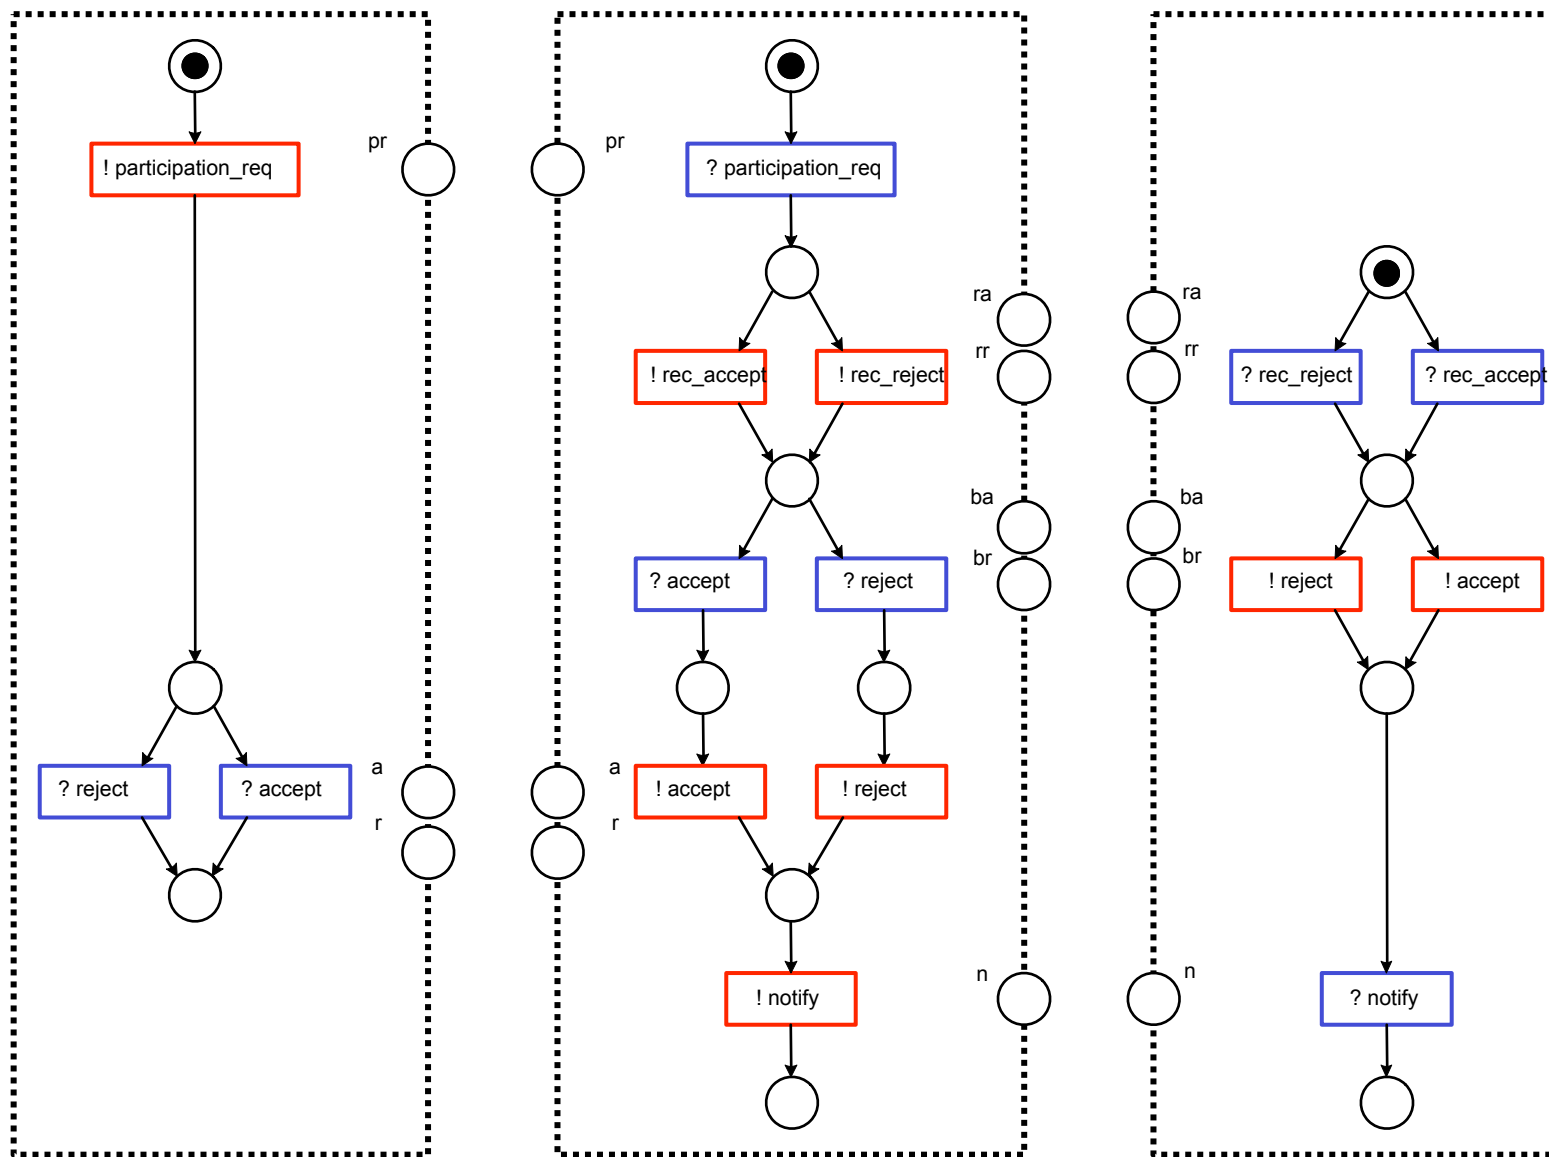 pr
pr
! participation_req
? participation_req
ra
ra
rr
rr
! rec_accept
! rec_reject
? rec_reject
? rec_accept
ba
ba
br
br
? accept
? reject
! reject
! accept
a
a
? reject
? accept
! accept
! reject
r
r
n
n
! notify
? notify